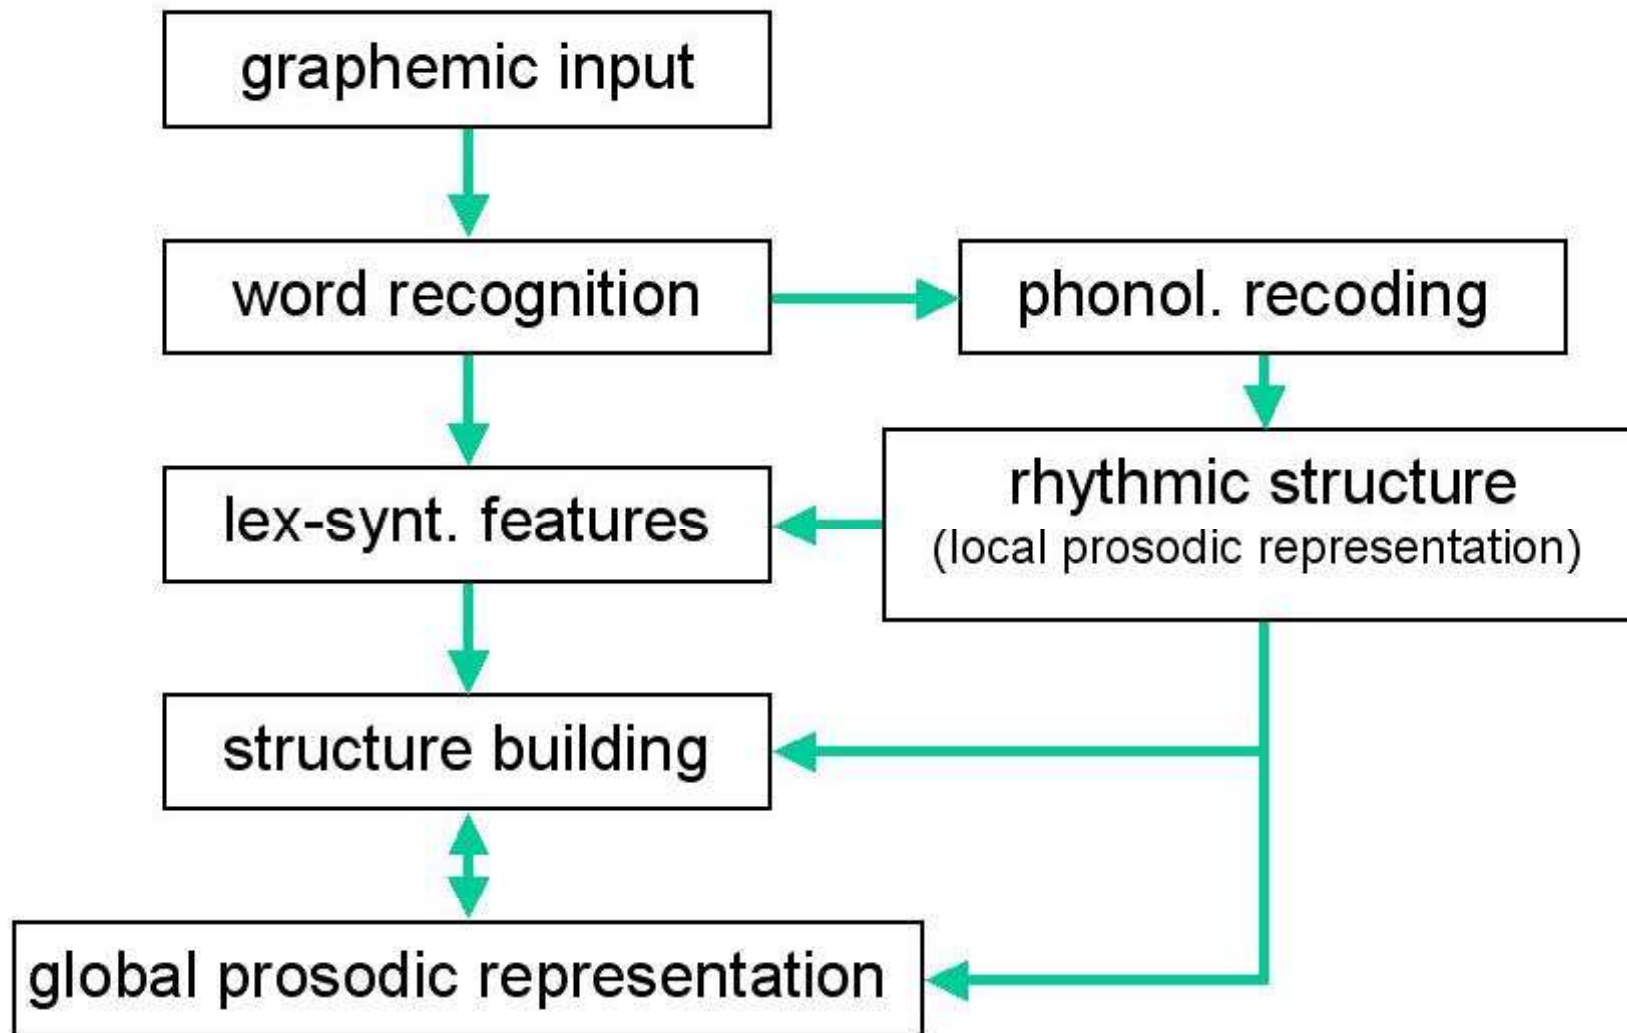 graphemic input
word recognition
phonol. recoding
lex-synt. features
rhythmic structure
(local prosodic representation)
structure building
global prosodic representation